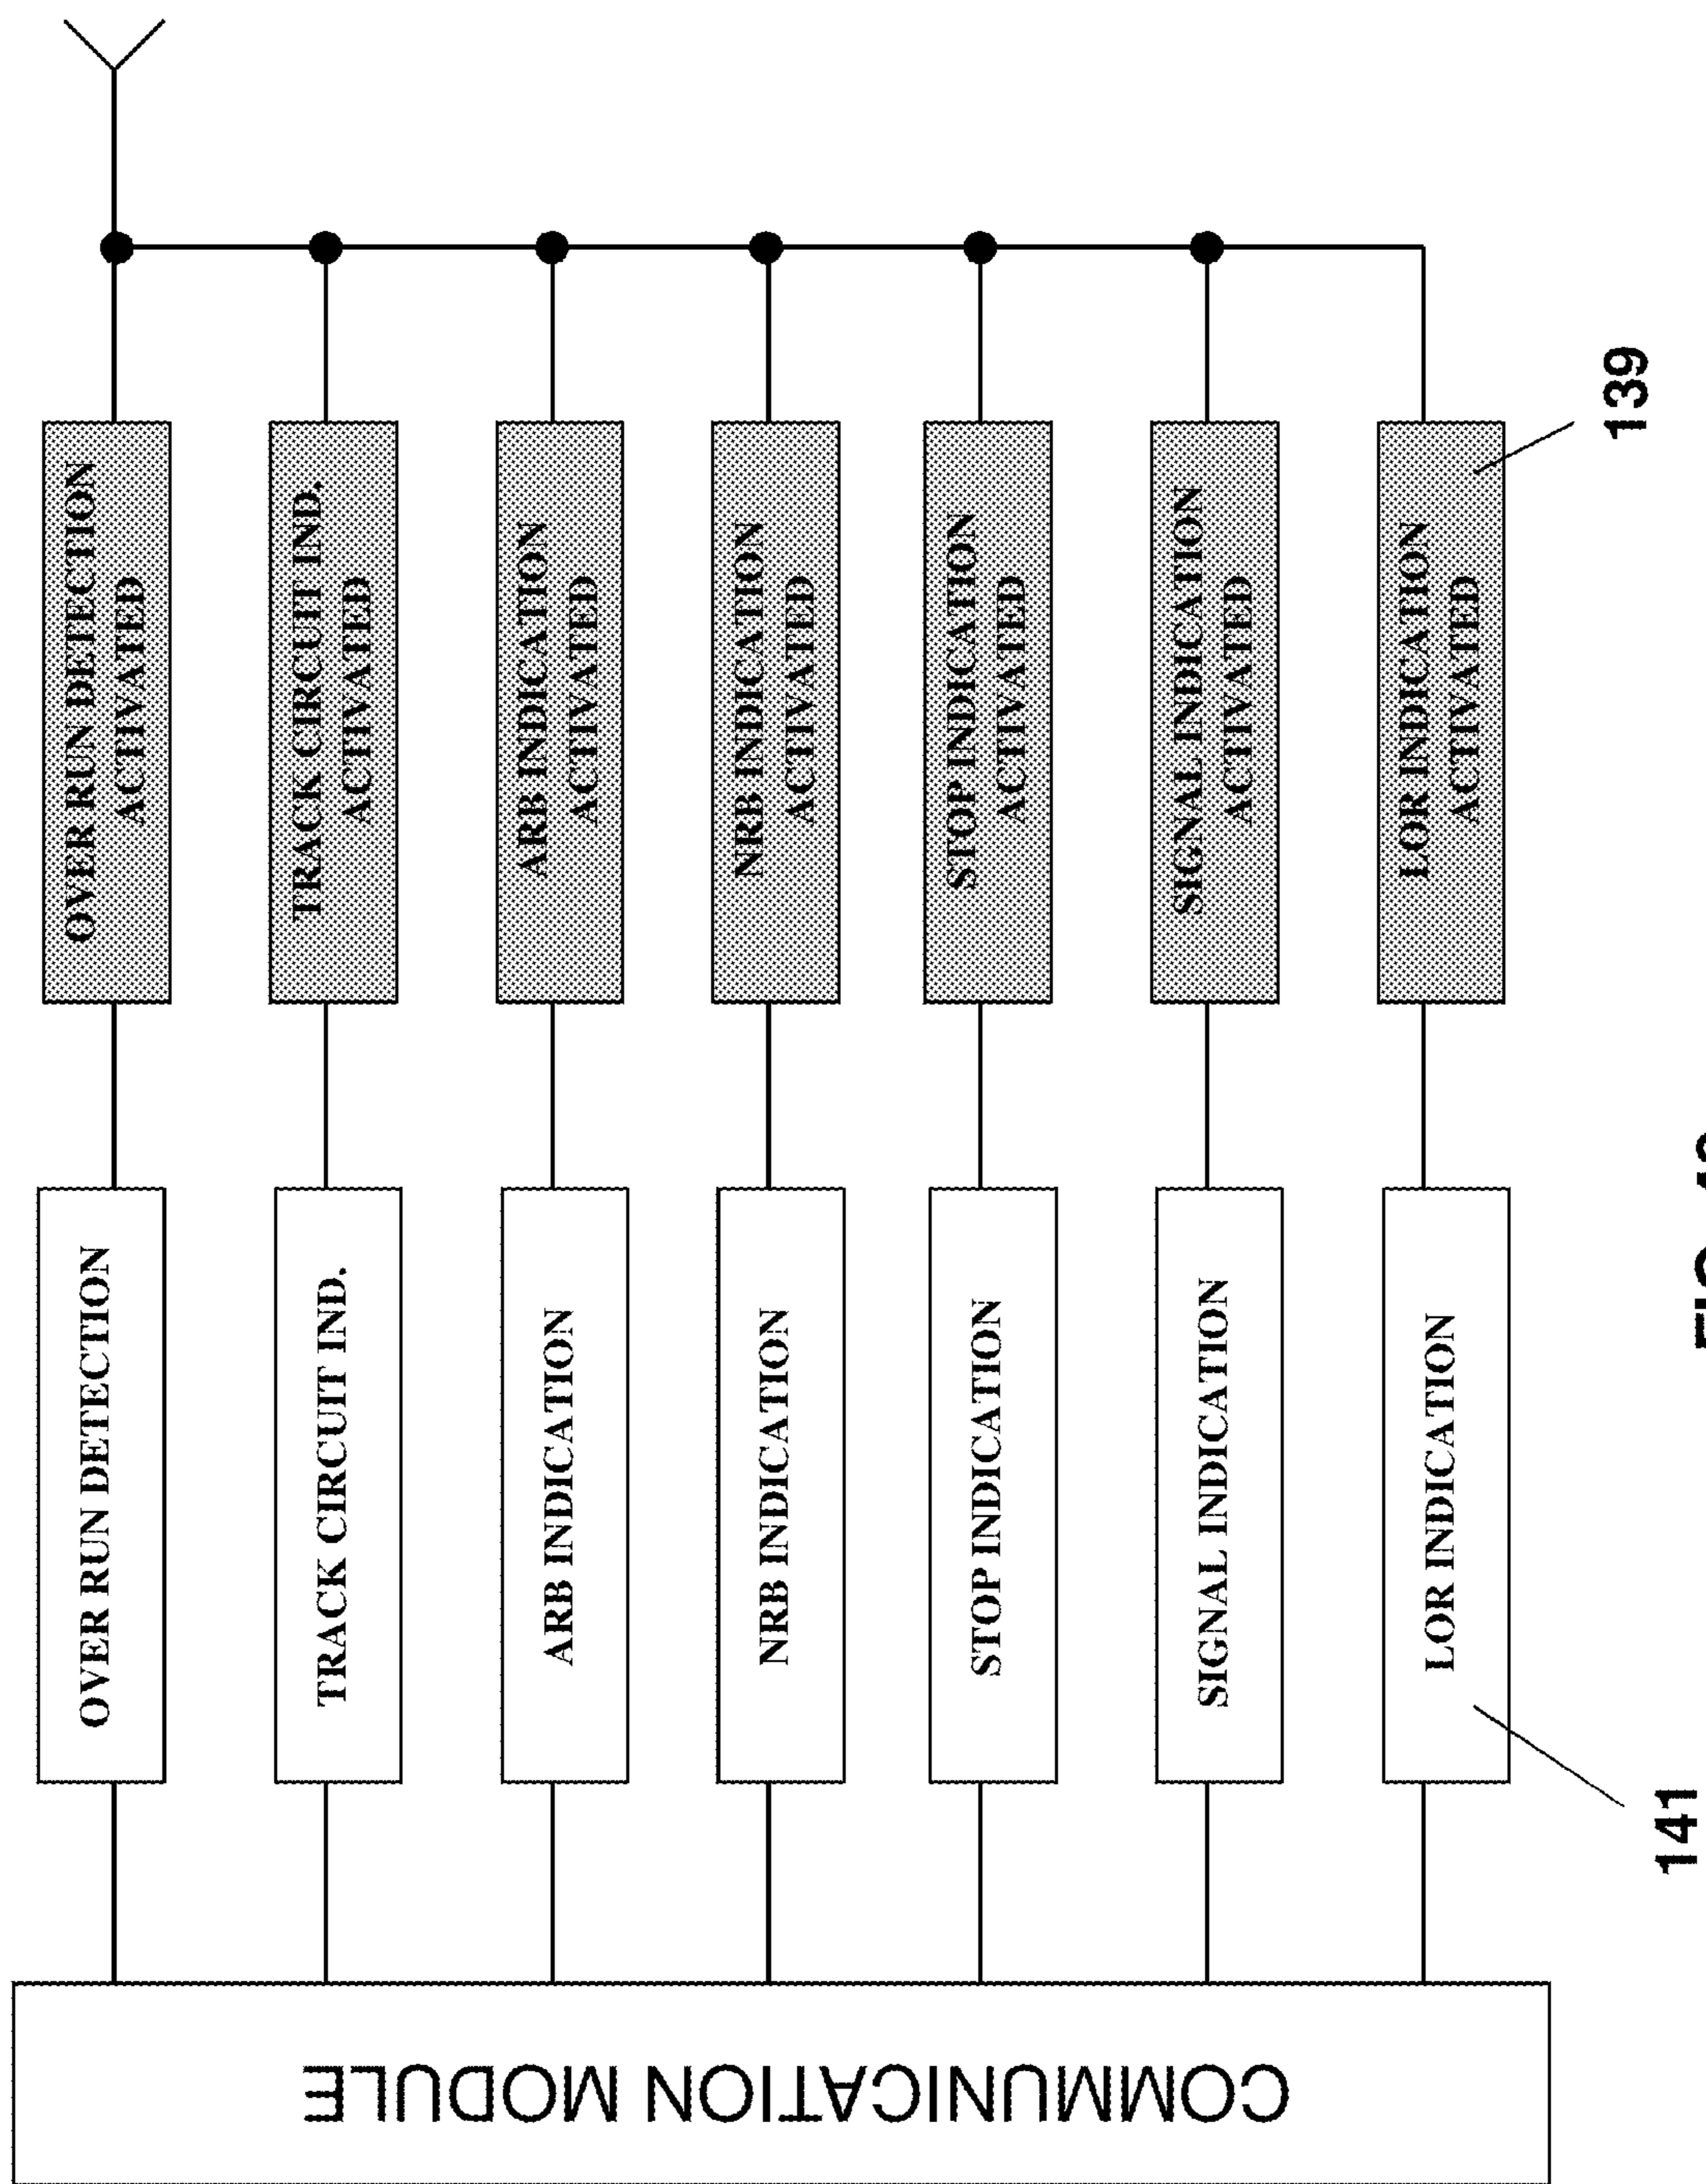 COMMUNICATION MODULE
OVER RUN DETECTION
OVER RUN DETECTION
ACTIVATED
TRACK CIRCUIT IND.
TRACK CIRCUIT IND.
ACTIVATED
ARB INDICATION
ARB INDICATION
ACTIVATED
NRB INDICATION
NRB INDICATION
ACTIVATED
STOP INDICATION
STOP INDICATION
ACTIVATED
SIGNAL INDICATION
SIGNAL INDICATION
ACTIVATED
LOR INDICATION
LOR INDICATION
ACTIVATED
141
139
FIG.